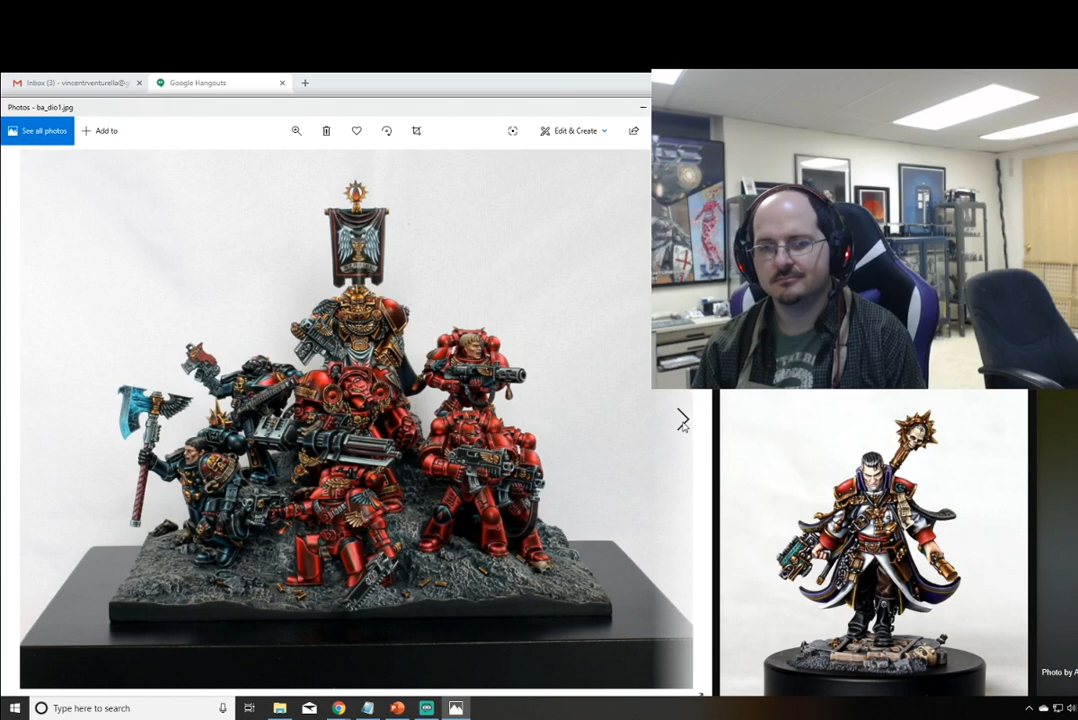 Inbox (3) - vincentrventurella@g
Google Hangouts
Photos - ba_dio1.jpg
See all photos
Add to
Edit & Create
Photo by A
Type here to search